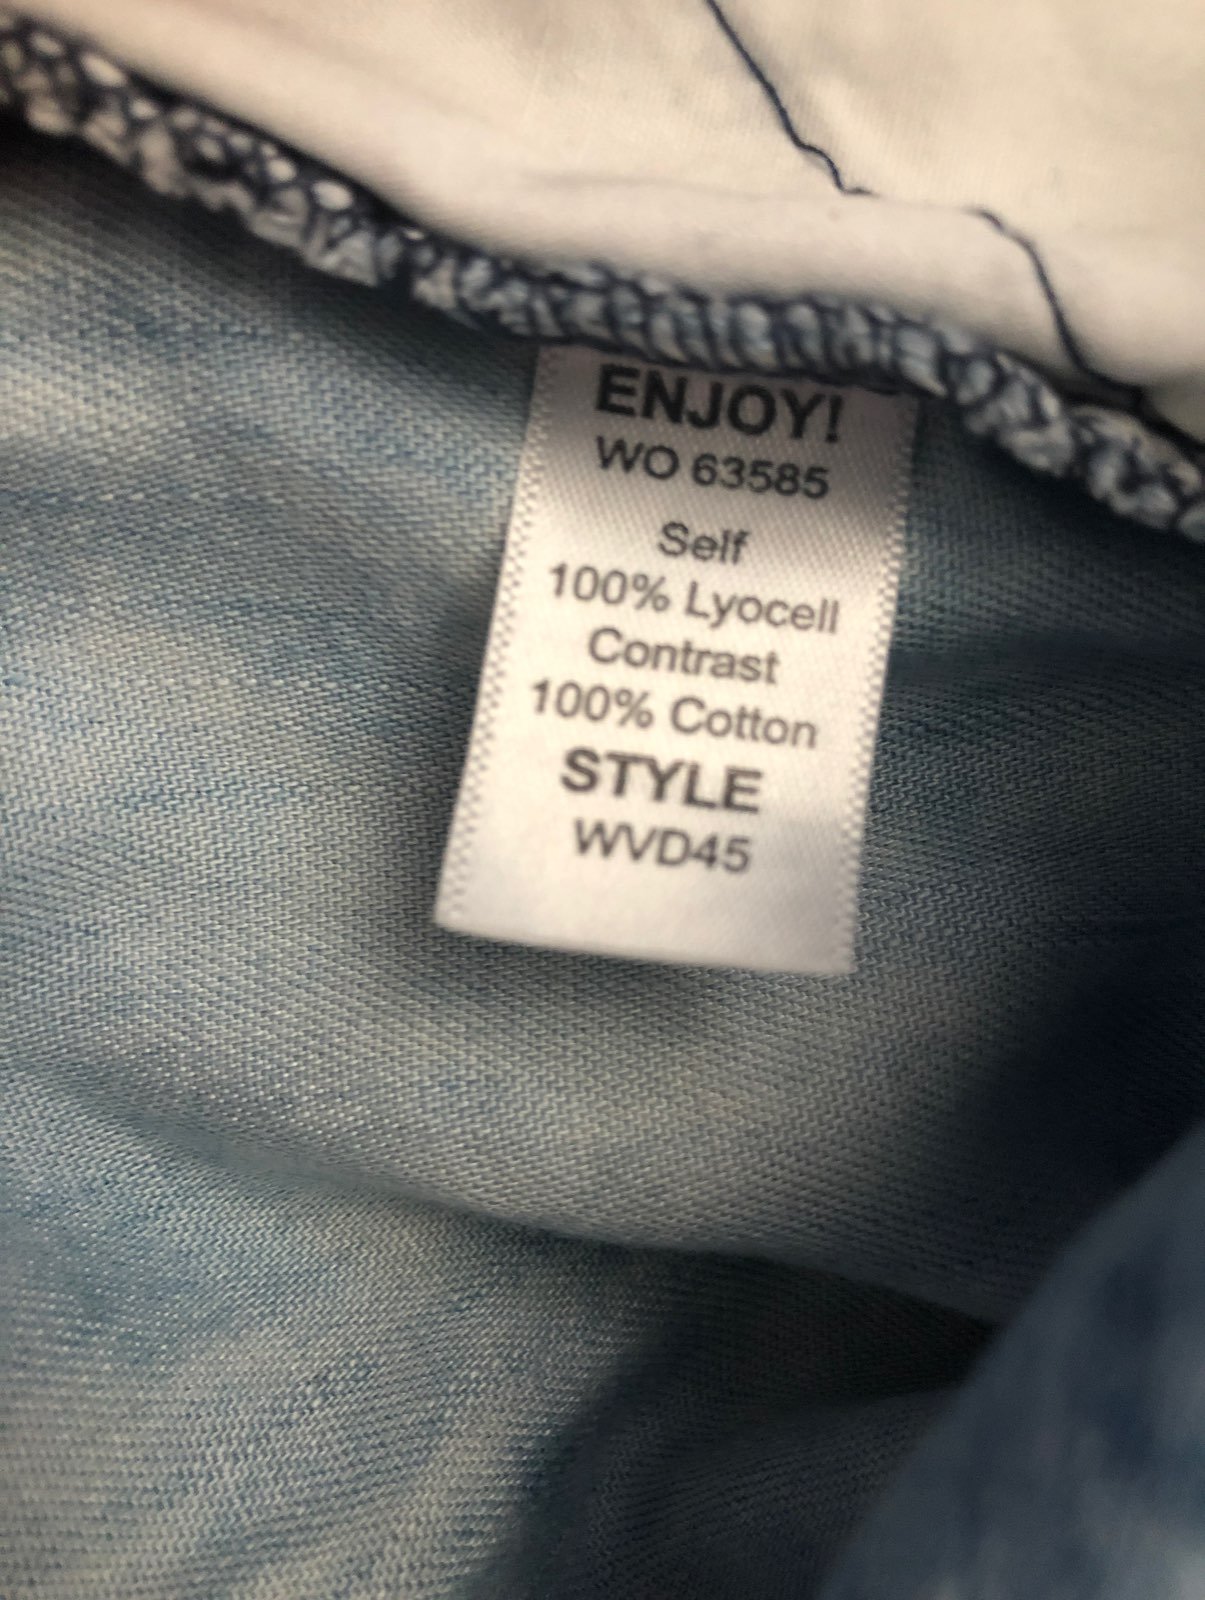 ENJOY!
WO 63585
Self
100% Lyocell
Contrast
100% Cotton
STYLE
WVD45